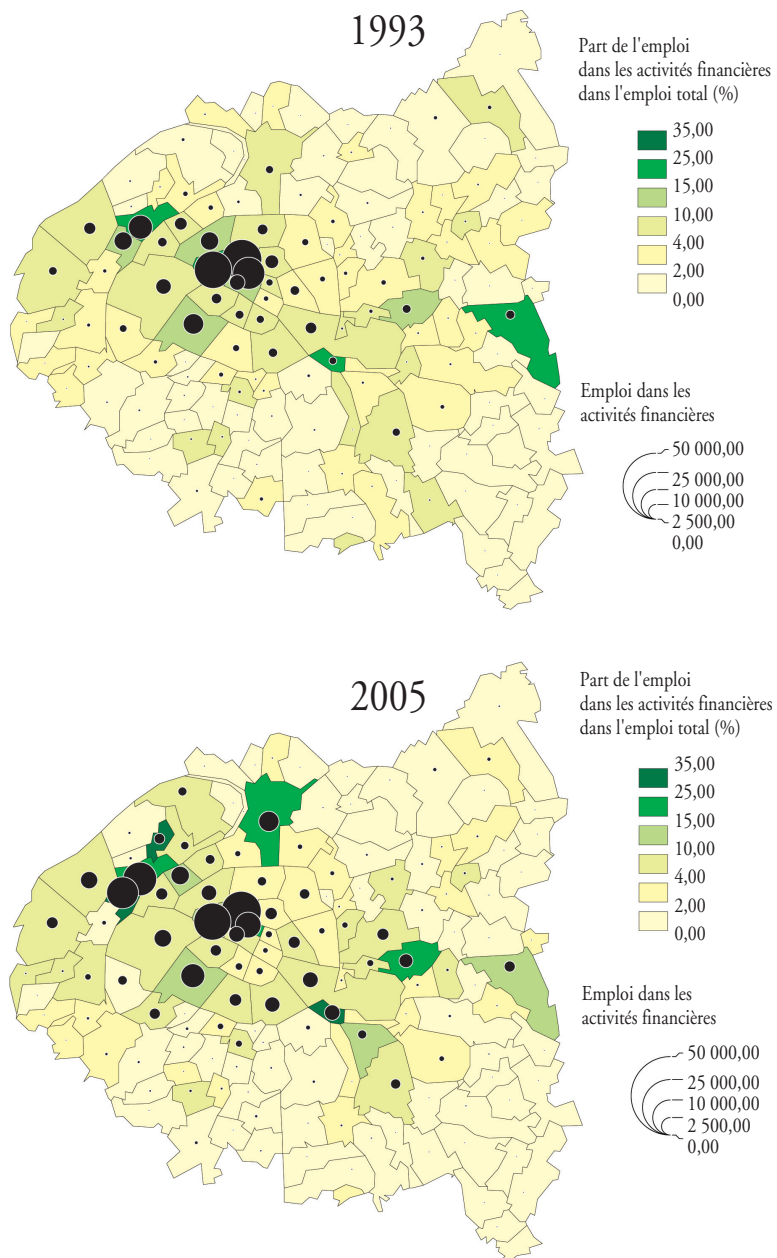 1993
Part de l'emploi
dans les activités financières
dans l'emploi total (%)
35,00
25,00
15,00
10,00
4,00
2,00
0,00
Emploi dans les
activités financières
50 000,00
25 000,00
10 000,00
2 500,00
0,00
2005
Part de l'emploi
dans les activités financières
dans l'emploi total (%)
35,00
25,00
15,00
10,00
4,00
2,00
0,00
Emploi dans les
activités financières
50 000,00
25 000,00
10 000,00
2 500,00
0,00